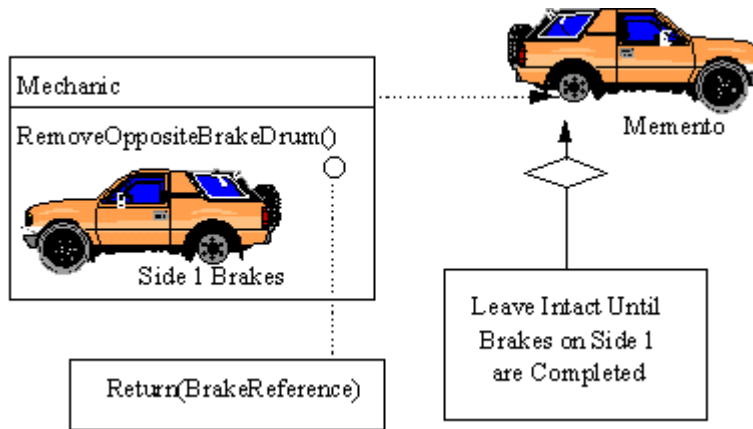 Mechanic
RemoveOppositeBrakeDrum()
Side 1 Brakes
Return(BrakeReference)
Memento
Leave Intact Until
Brakes on Side 1
are Completed